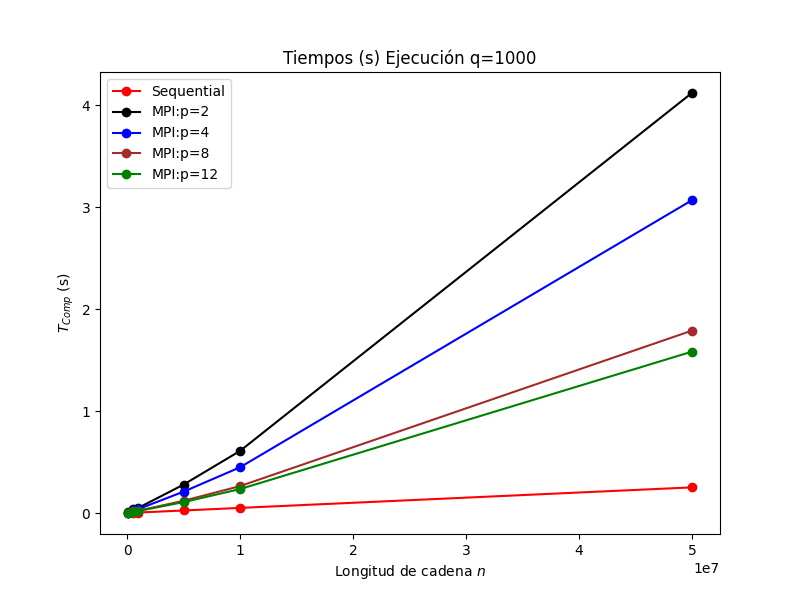 Tiempos (s) Ejecución q=1000
Sequential
MPI:p=2
MPI:p=4
MPI:p=8
MPI:p=12
T_Comp (s)
4
3
2
1
0
0 1 2 3 4 5
1e7
Longitud de cadena n